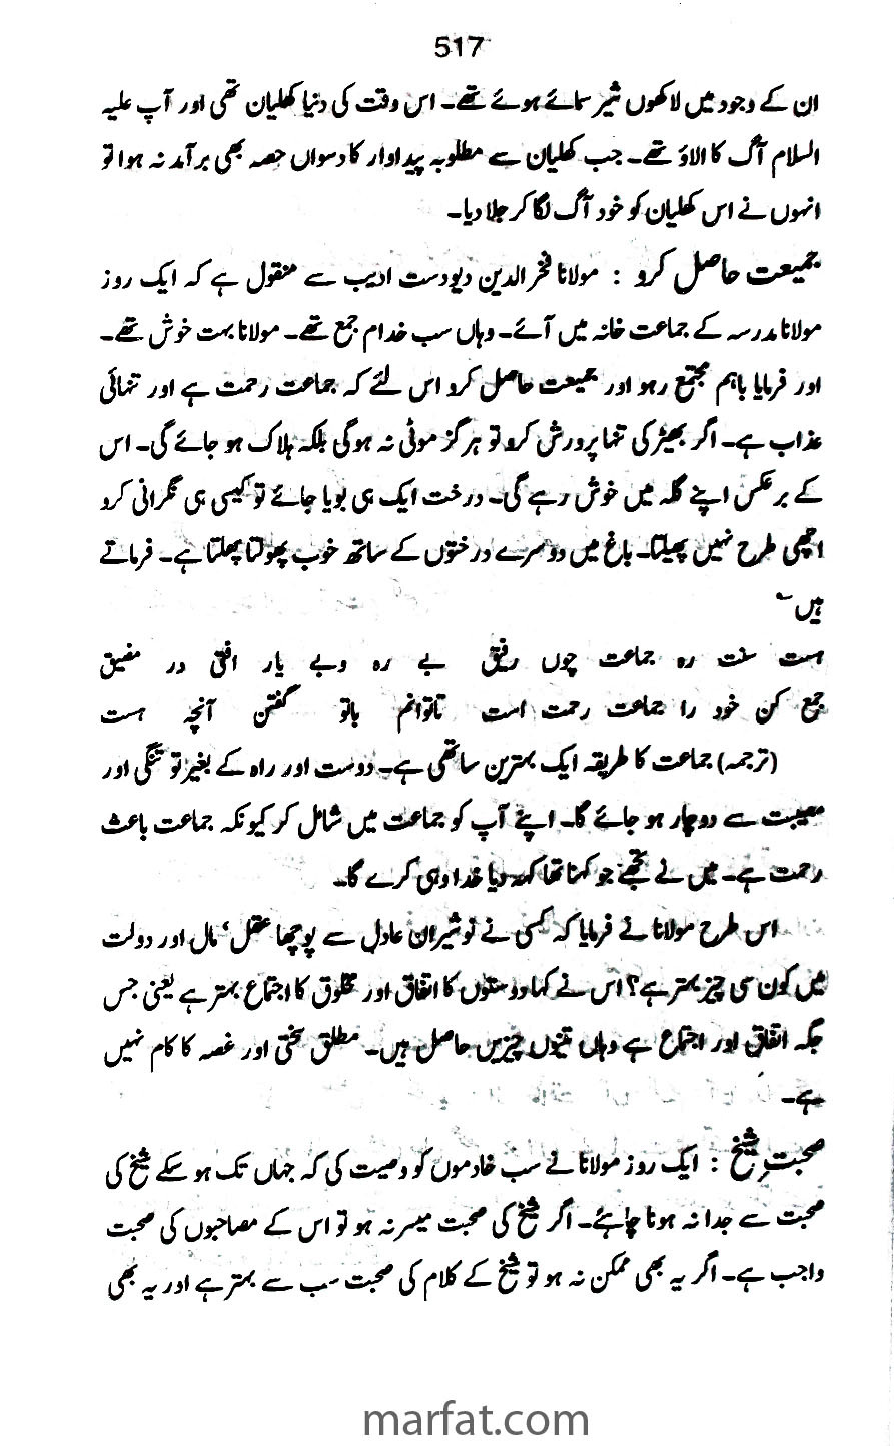 517
ان کے وجود میں لاکھوں شیر سمائے ہوئے تھے۔ اس وقت کی دنیا کھلیان تھی اور آپ علیہ
السلام آگ کا الاؤ تھے۔ جب کھلیان سے مطلوبہ پیداوار کا دسواں حصہ بھی برآمد نہ ہوا تو
انہوں نے اس کھلیان کو خود آگ لگا کر جلا دیا۔
جمیعت حاصل کرو : مولانا فخر الدین دیودست ادیب سے منقول ہے کہ ایک روز
مولانا مدرسہ کے جماعت خانہ میں آئے۔ وہاں سب خدام جمع تھے۔ مولانا بہت خوش تھے۔
اور فرمایا باہم مجتمع رہو اور جمیعت حاصل کرو اس لئے کہ جماعت رحمت ہے اور تنہائی
عذاب ہے۔ اگر بھیڑ کی تنہا پرورش کرو تو ہرگز موٹی نہ ہوگی بلکہ ہلاک ہو جائے گی۔ اس
کے برعکس اپنے گلہ میں خوش رہے گی۔ درخت ایک ہی بویا جائے تو کیسی ہی نگرانی کرو
اچھی طرح نہیں پھیلتا۔ باغ میں دوسرے درختوں کے ساتھ خوب پھولتا پھلتا ہے۔ فرماتے
ہیں ؎
ہست سنت رہ جماعت چوں رفیق بے رہ وبے یار افتی در مضیق
جمع کن خود را جماعت رحمت است تاتوانم باتو گفتن آنچہ ہست
(ترجمہ) جماعت کا طریقہ ایک بہترین ساتھی ہے۔ دوست اور راہ کے بغیر تو تنگی اور
مصیبت سے دوچار ہو جائے گا۔ اپنے آپ کو جماعت میں شامل کر کیونکہ جماعت باعث
رحمت ہے۔ میں نے تجھے جو کہنا تھا کہہ دیا خدا وہی کرے گا۔
اس طرح مولانا نے فرمایا کہ کسی نے نوشیران عادل سے پوچھا عقل، مال اور دولت
میں کون سی چیز بہتر ہے؟ اس نے کہا دوستوں کا اتفاق اور مخلوق کا اجتماع بہتر ہے یعنی جس
جگہ اتفاق اور اجتماع ہے وہاں تینوں چیزیں حاصل ہیں۔ مطلق سختی اور غصہ کا کام نہیں
ہے۔
صحبت شیخ : ایک روز مولانا نے سب خادموں کو وصیت کی کہ جہاں تک ہو سکے شیخ کی
صحبت سے جدا نہ ہونا چاہئے۔ اگر شیخ کی صحبت میسر نہ ہو تو اس کے مصاحبوں کی صحبت
واجب ہے۔ اگر یہ بھی ممکن نہ ہو تو شیخ کے کلام کی صحبت سب سے بہتر ہے اور یہ بھی
marfat.com